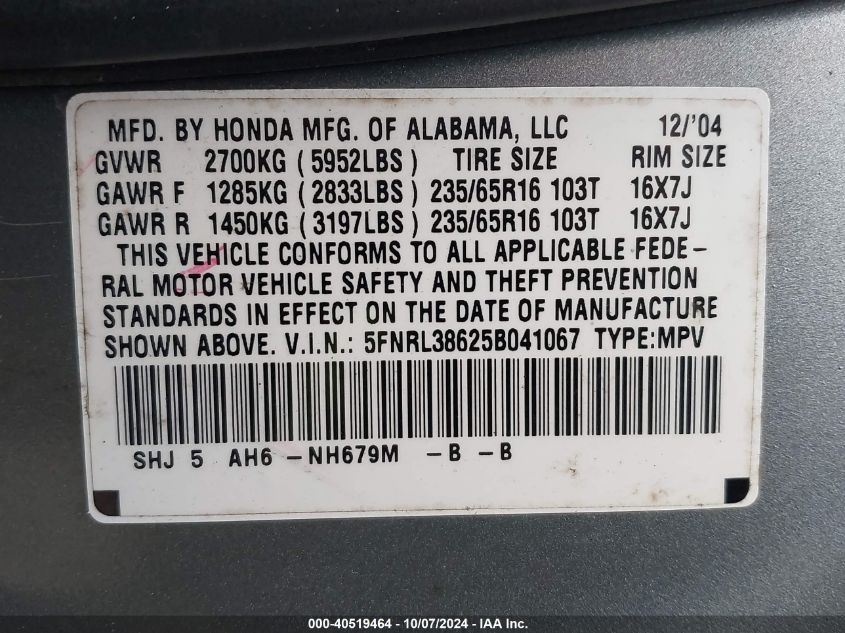 MFD. BY HONDA MFG. OF ALABAMA, LLC 12/'04
GVWR 2700KG (5952LBS) TIRE SIZE RIM SIZE
GAWR F 1285KG (2833LBS) 235/65R16 103T 16X7J
GAWR R 1450KG (3197LBS) 235/65R16 103T 16X7J
THIS VEHICLE CONFORMS TO ALL APPLICABLE FEDE-
RAL MOTOR VEHICLE SAFETY AND THEFT PREVENTION
STANDARDS IN EFFECT ON THE DATE OF MANUFACTURE
SHOWN ABOVE. V.I.N.: 5FNRL38625B041067 TYPE:MPV
SHJ 5 AH6 -NH679M -B -B
000-40519464 - 10/07/2024 - IAA Inc.